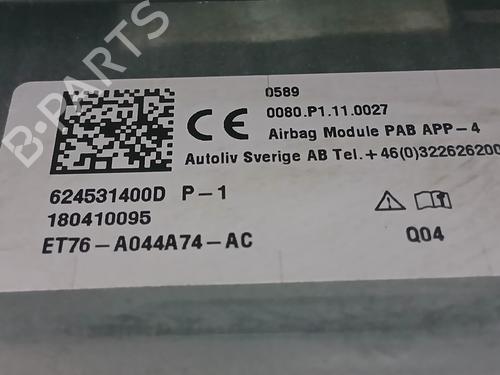 B-PARTS
0589
0080.P1.11.0027
CE
Airbag Module PAB APP-4
Autoliv Sverige AB Tel.+46(0)322626200
624531400D P-1
180410095
ET76-A044A74-AC
Q04